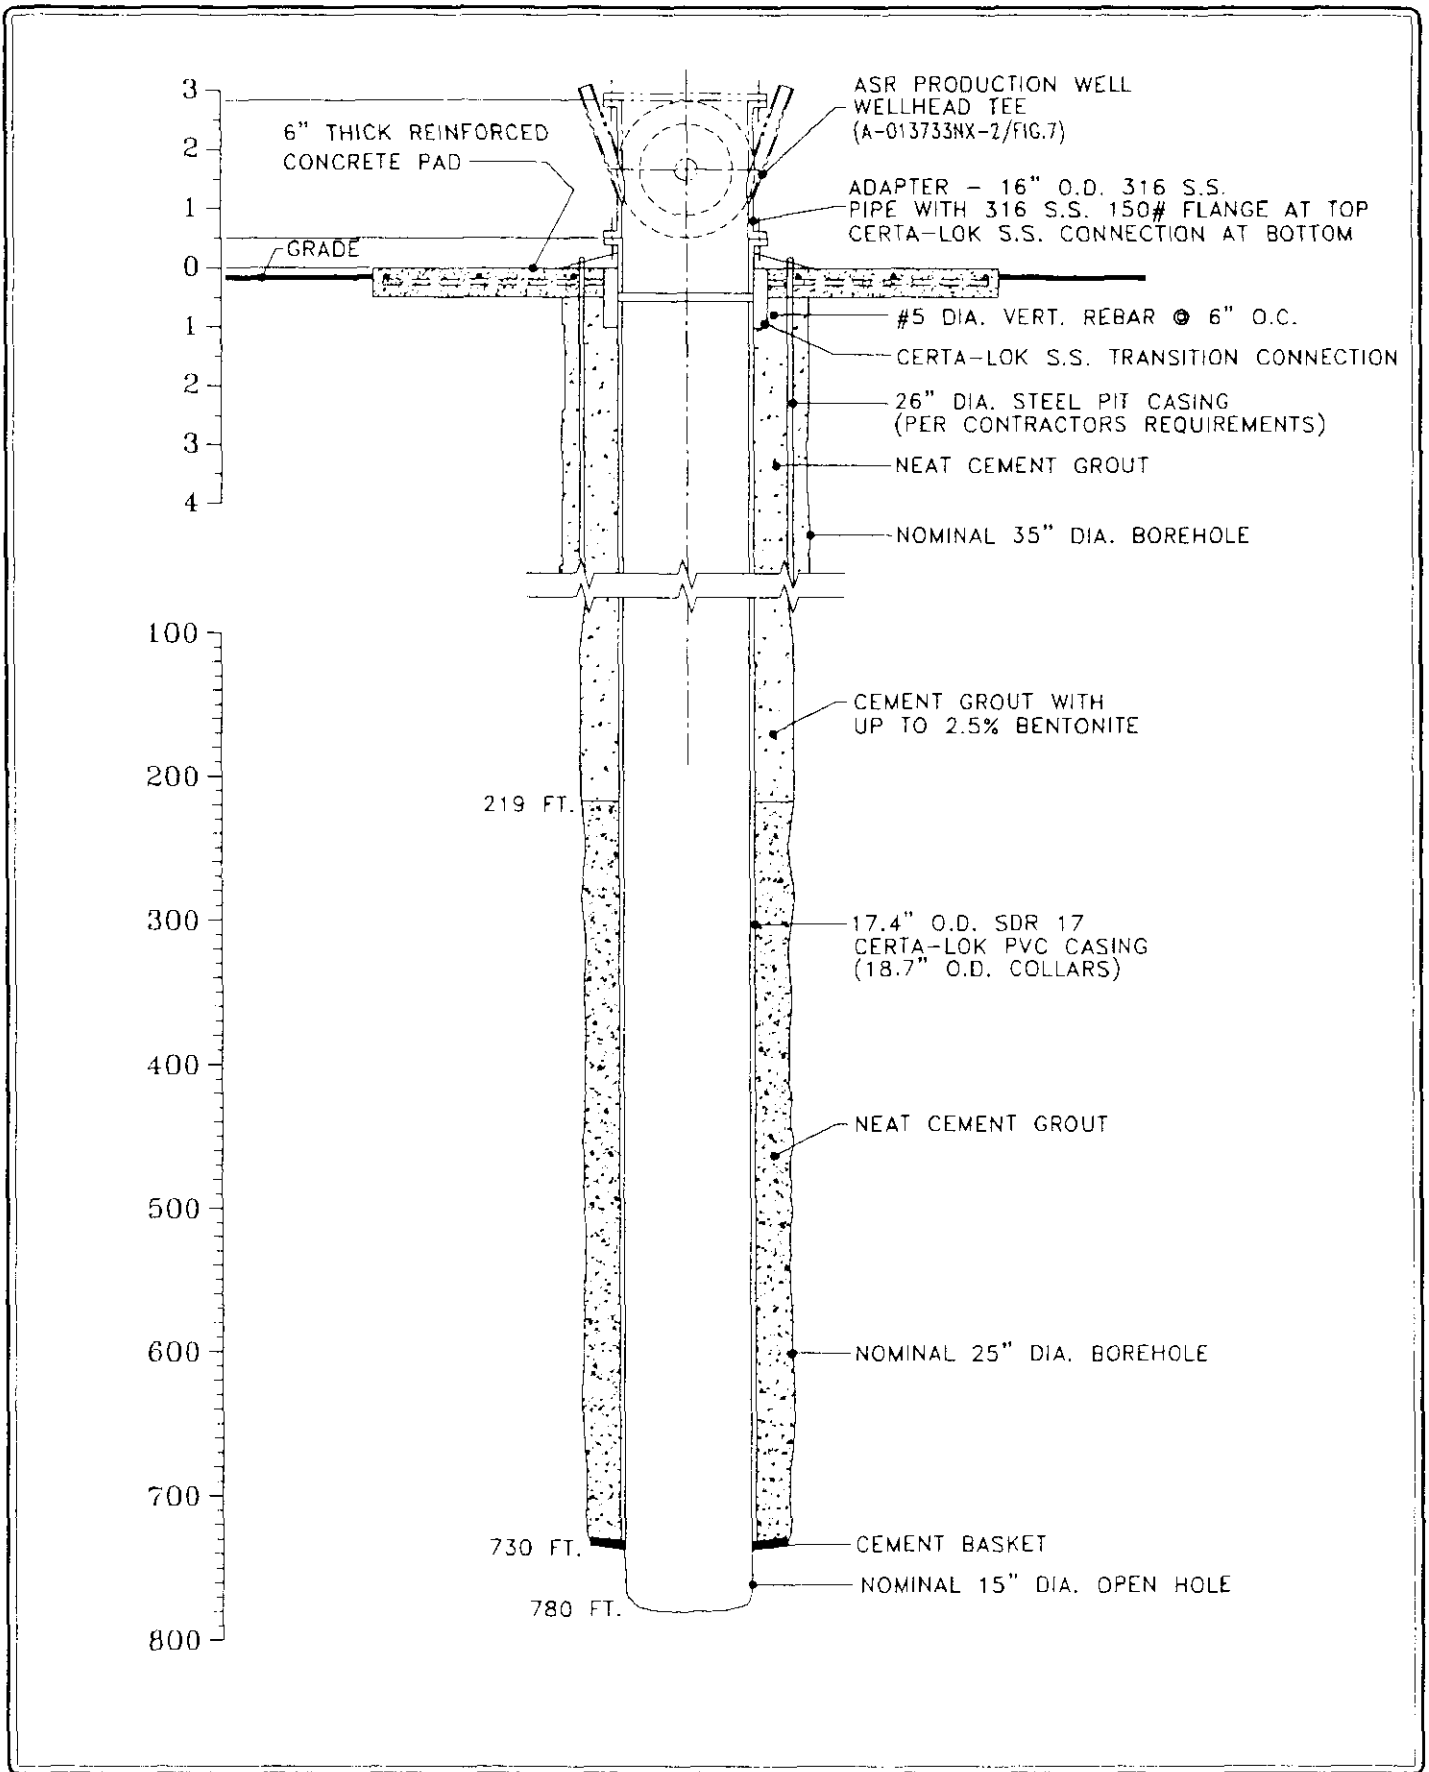 3
2
1
0
1
2
3
4
100
200
300
400
500
600
700
800
6" THICK REINFORCED
CONCRETE PAD
GRADE
219 FT.
730 FT.
780 FT.
ASR PRODUCTION WELL
WELLHEAD TEE
(A-013733NX-2/FIG.7)
ADAPTER - 16" O.D. 316 S.S.
PIPE WITH 316 S.S. 150# FLANGE AT TOP
CERTA-LOK S.S. CONNECTION AT BOTTOM
#5 DIA. VERT. REBAR @ 6" O.C.
CERTA-LOK S.S. TRANSITION CONNECTION
26" DIA. STEEL PIT CASING
(PER CONTRACTORS REQUIREMENTS)
NEAT CEMENT GROUT
NOMINAL 35" DIA. BOREHOLE
CEMENT GROUT WITH
UP TO 2.5% BENTONITE
17.4" O.D. SDR 17
CERTA-LOK PVC CASING
(18.7" O.D. COLLARS)
NEAT CEMENT GROUT
NOMINAL 25" DIA. BOREHOLE
CEMENT BASKET
NOMINAL 15" DIA. OPEN HOLE